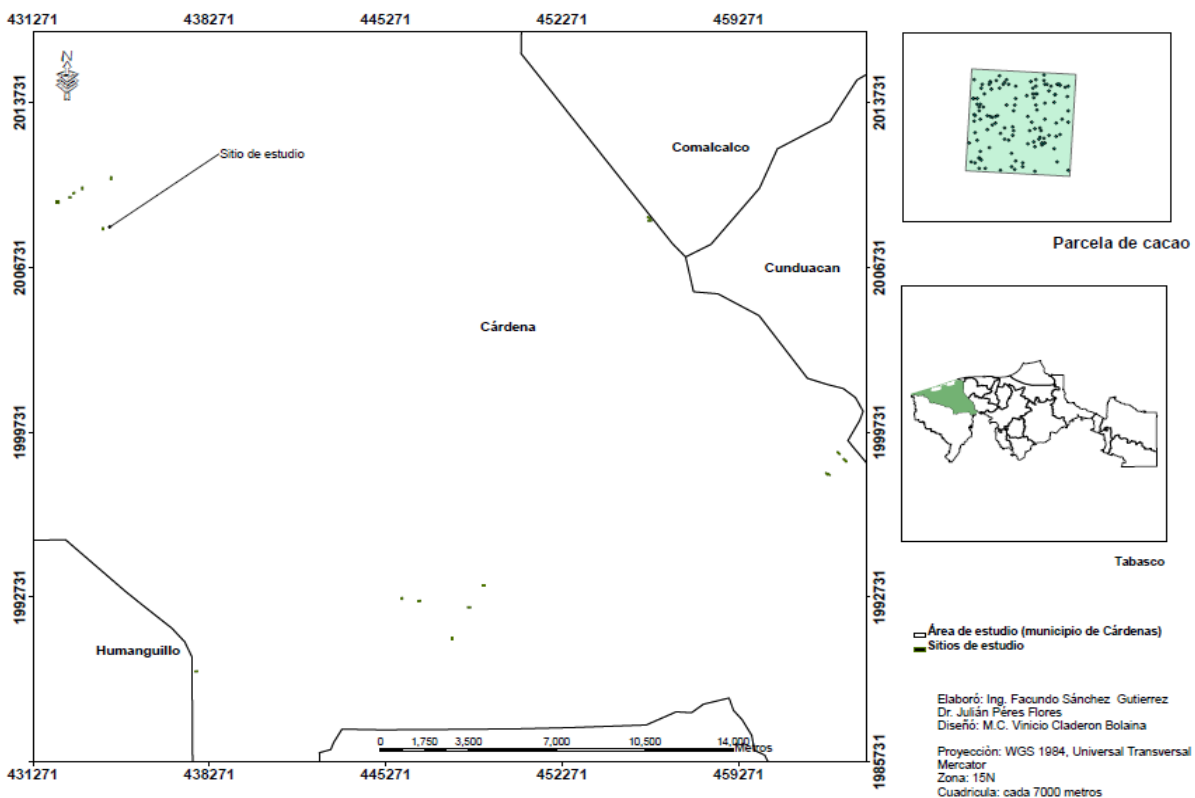 431271 438271 445271 452271 459271
N
2013731 2013731
Comalcalco
Sitio de estudio
Parcela de cacao
2006731 2006731
Cunduacan
Cárdena
1999731 1999731
Tabasco
1992731 1992731
Área de estudio (municipio de Cárdenas)
Sitios de estudio
Humanguillo
Elaboró: Ing. Facundo Sánchez Gutierrez
Dr. Julián Péres Flores
Diseñó: M.C. Vinicio Claderon Bolaina
0 1,750 3,500 7,000 10,500 14,000
Metros
Proyección: WGS 1984, Universal Transversal
Mercator
Zona: 15N
Cuadricula: cada 7000 metros
1985731 1985731
431271 438271 445271 452271 459271